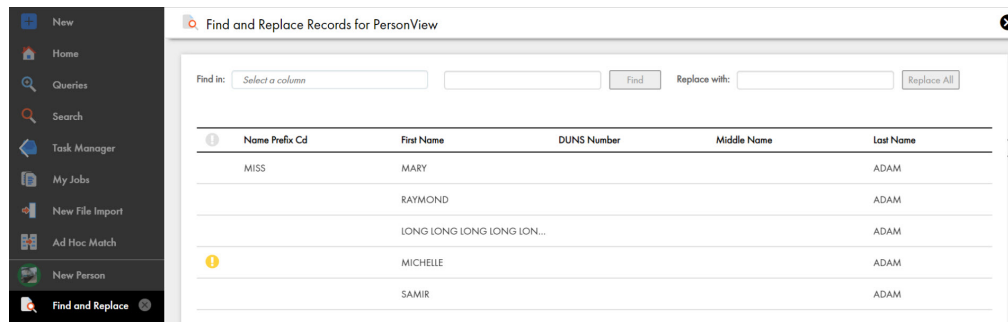 New
Home
Queries
Search
Task Manager
My Jobs
New File Import
Ad Hoc Match
New Person
Find and Replace
Find and Replace Records for PersonView
Find in: Select a column Find Replace with: Replace All
Name Prefix Cd First Name DUNS Number Middle Name Last Name
MISS MARY ADAM
RAYMOND ADAM
LONG LONG LONG LONG LON... ADAM
MICHELLE ADAM
SAMIR ADAM